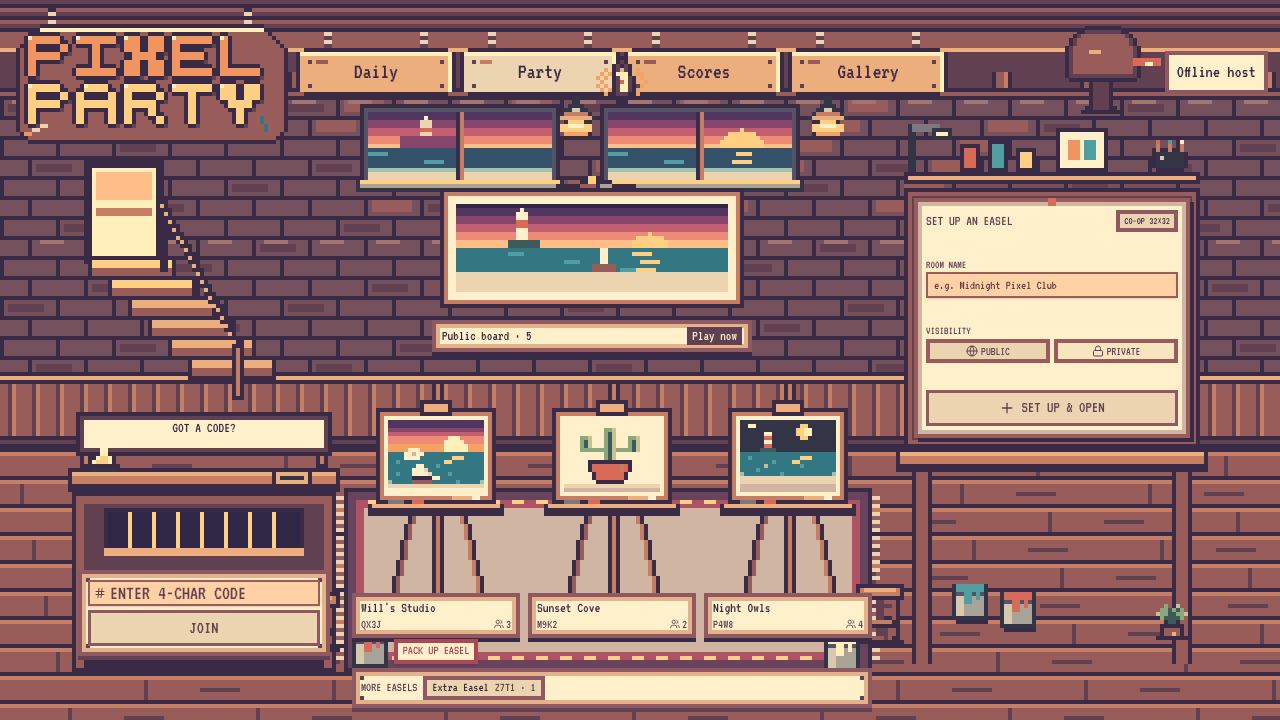 PIXEL
PARTY
Daily
Party
Scores
Gallery
Offline host
SET UP AN EASEL
CO-OP 32×32
ROOM NAME
e.g. Midnight Pixel Club
VISIBILITY
PUBLIC
PRIVATE
+ SET UP & OPEN
Public board · 5
Play now
GOT A CODE?
# ENTER 4-CHAR CODE
JOIN
Will's Studio
QX3J
3
Sunset Cove
M9K2
2
Night Owls
P4W8
4
PACK UP EASEL
MORE EASELS
Extra Easel Z7T1 · 1